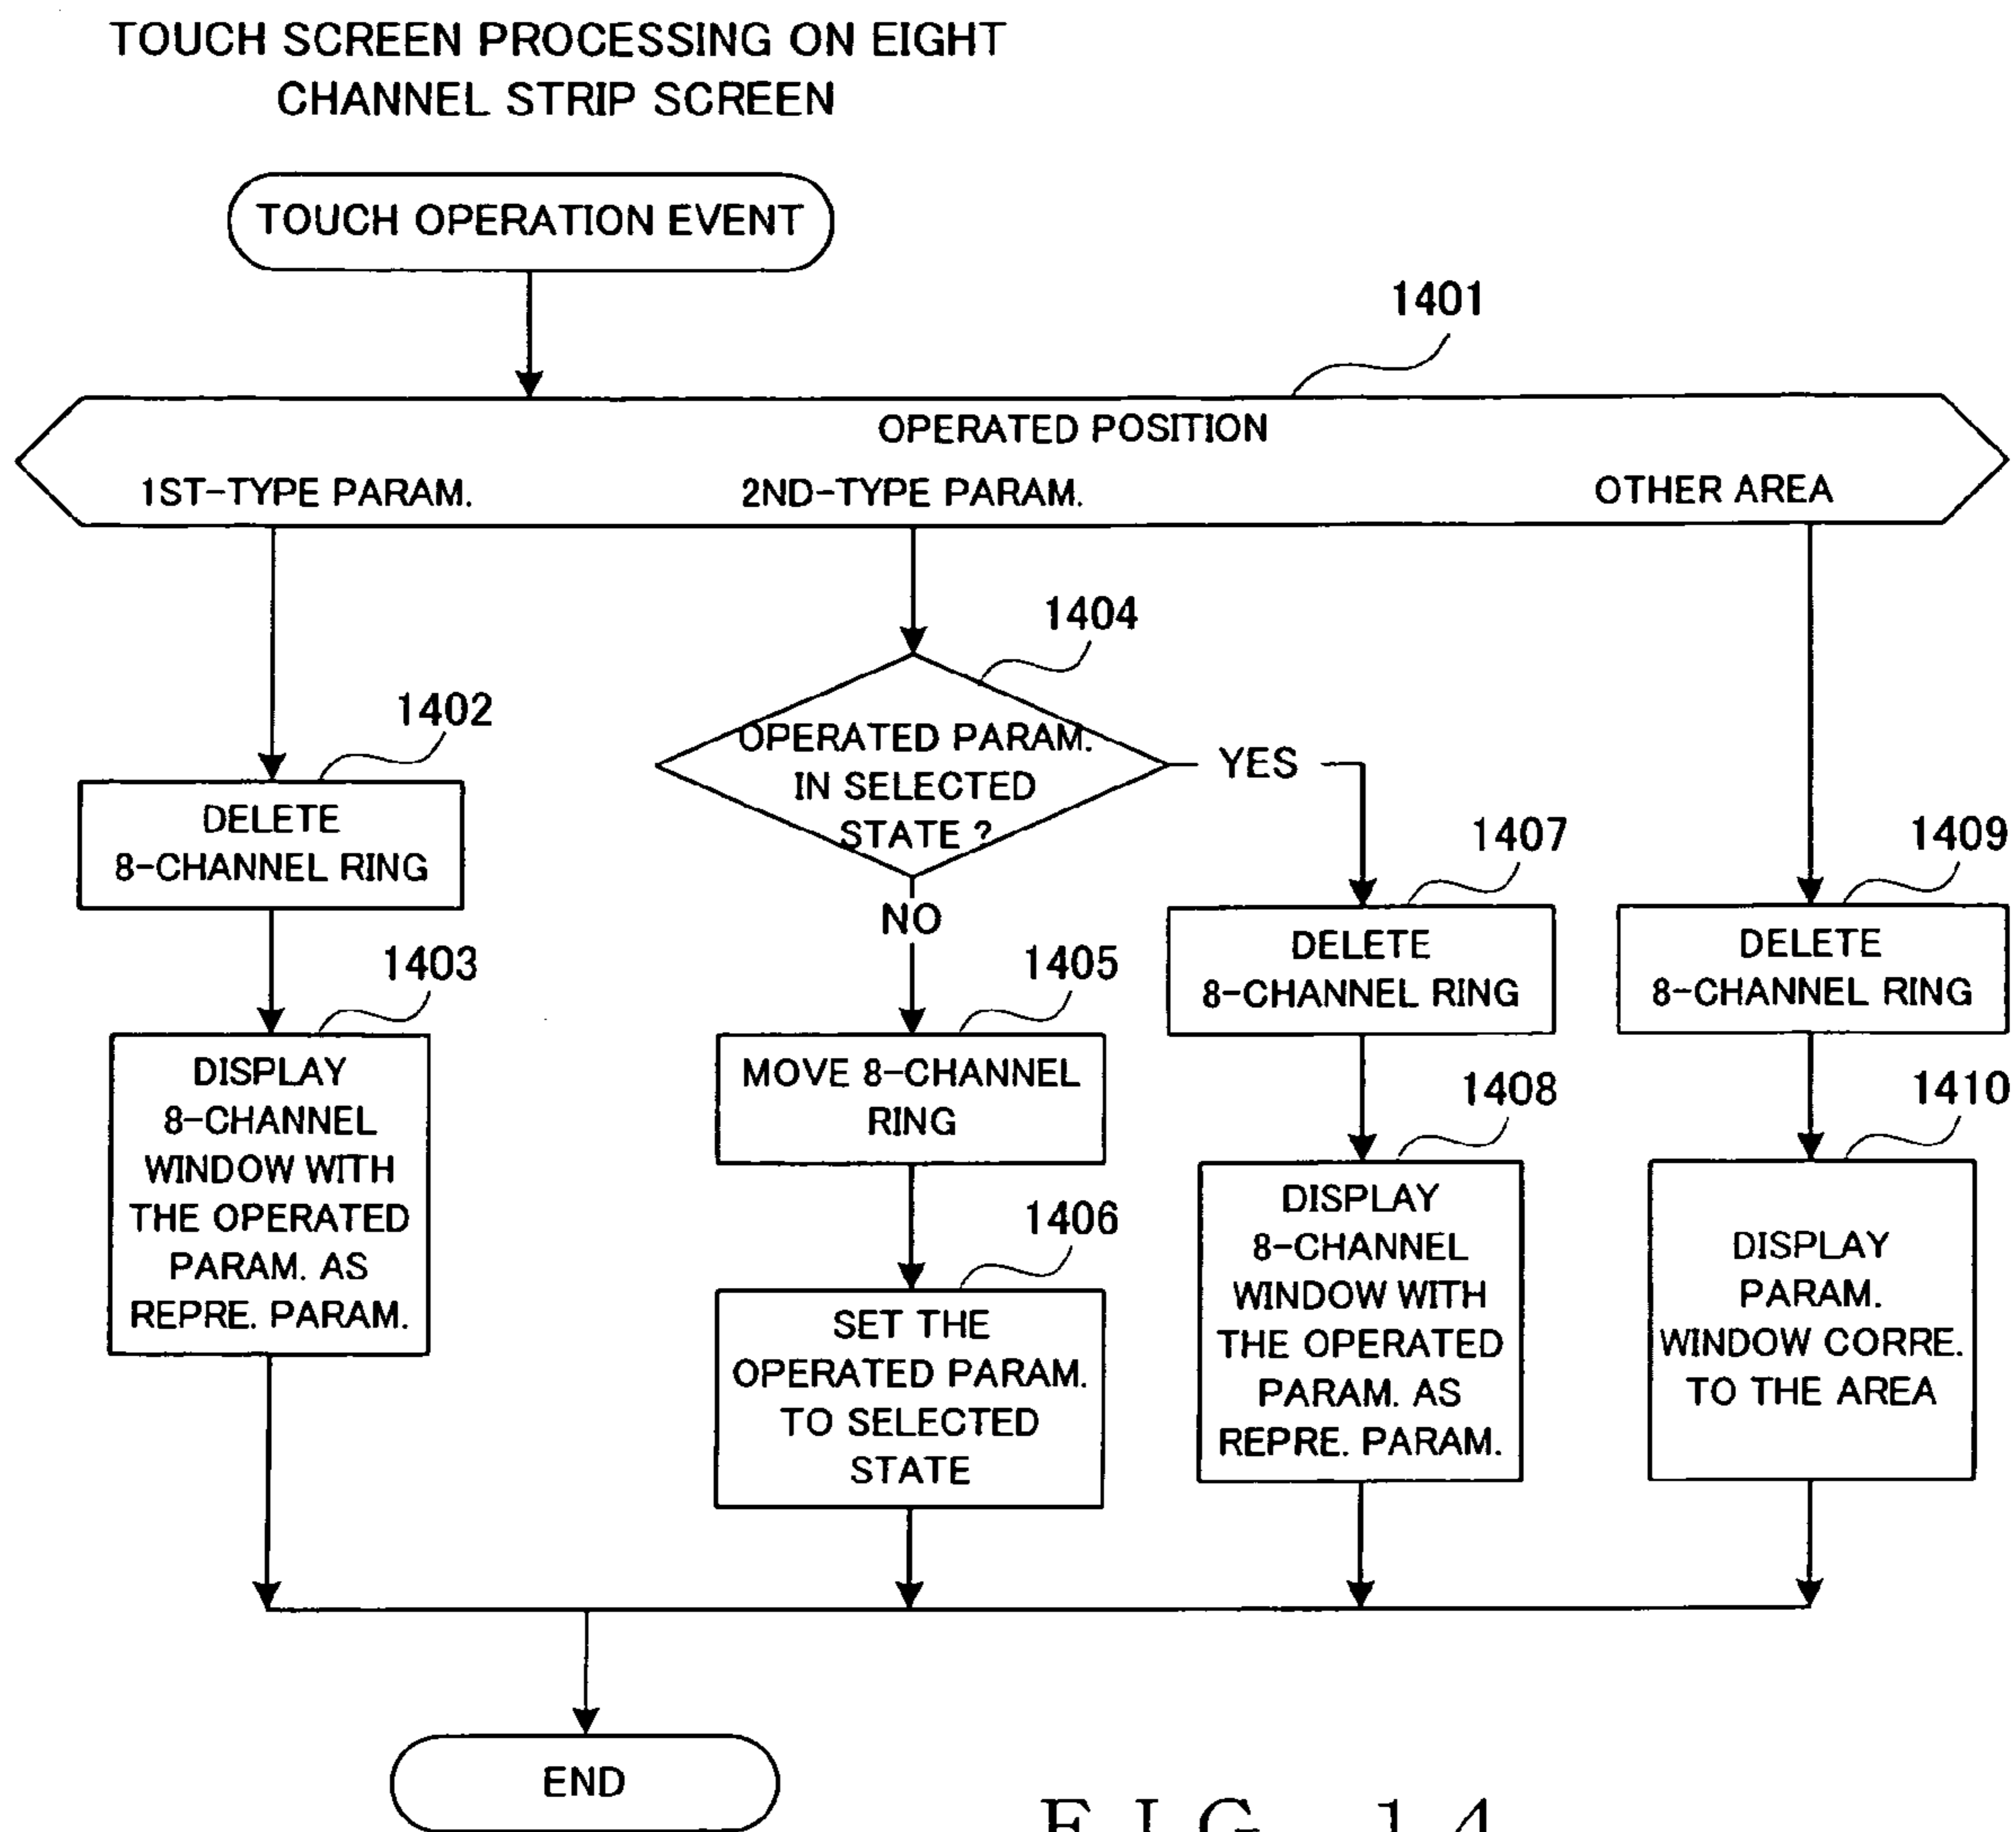 TOUCH SCREEN PROCESSING ON EIGHT
CHANNEL STRIP SCREEN
TOUCH OPERATION EVENT
1401
OPERATED POSITION
1ST-TYPE PARAM.
2ND-TYPE PARAM.
OTHER AREA
1402
DELETE
8-CHANNEL RING
1403
DISPLAY
8-CHANNEL
WINDOW WITH
THE OPERATED
PARAM. AS
REPRE. PARAM.
1404
OPERATED PARAM.
IN SELECTED
STATE ?
YES
NO
1405
MOVE 8-CHANNEL
RING
1406
SET THE
OPERATED PARAM.
TO SELECTED
STATE
1407
DELETE
8-CHANNEL RING
1408
DISPLAY
8-CHANNEL
WINDOW WITH
THE OPERATED
PARAM. AS
REPRE. PARAM.
1409
DELETE
8-CHANNEL RING
1410
DISPLAY
PARAM.
WINDOW CORRE.
TO THE AREA
END
FIG. 14